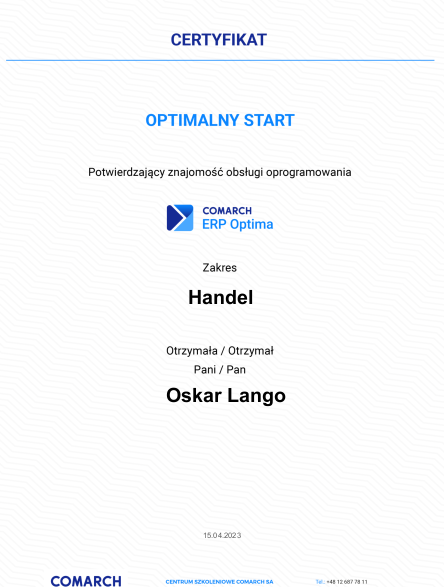 CERTYFIKAT
OPTIMALNY START
Potwierdzający znajomość obsługi oprogramowania
COMARCH
ERP Optima
Zakres
Handel
Otrzymała / Otrzymał
Pani / Pan
Oskar Lango
15.04.2023
COMARCH CENTRUM SZKOLENIOWE COMARCH SA Tel.: +48 12 687 78 11